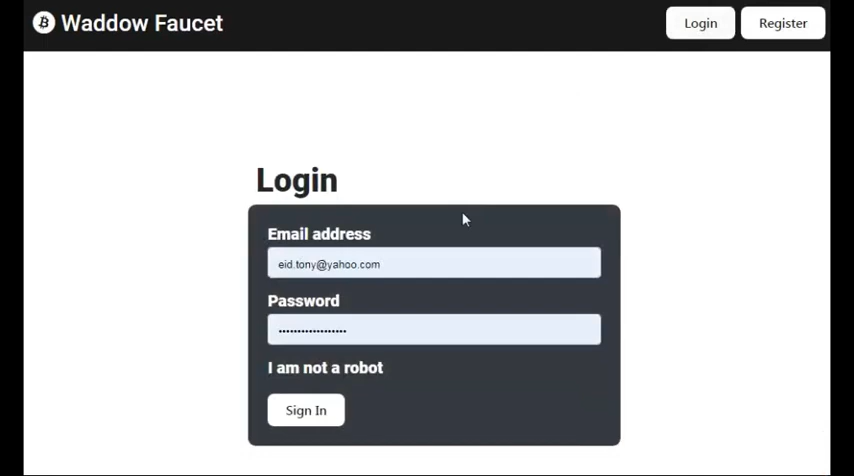 Waddow Faucet
Login
Register
Login
Email address
eid.tony@yahoo.com
Password
••••••••••••••••••
I am not a robot
Sign In